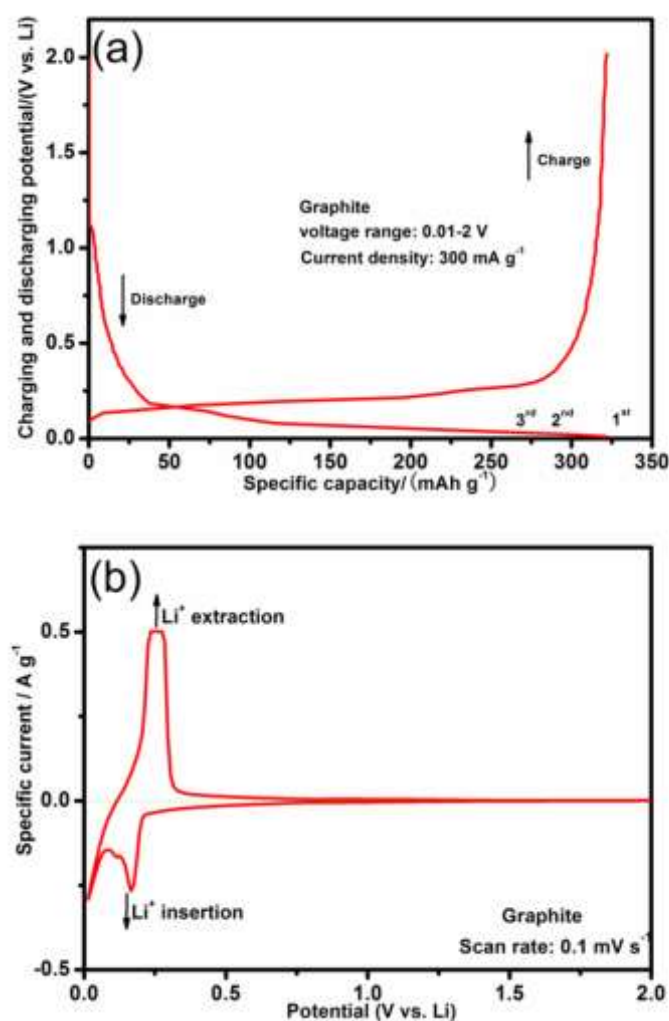 (a)
Charging and discharging potential/(V vs. Li)
2.0
1.5
1.0
0.5
0.0
Charge
Graphite
voltage range: 0.01-2 V
Current density: 300 mA g⁻¹
Discharge
3rd 2nd 1st
0 50 100 150 200 250 300 350
Specific capacity/ (mAh g⁻¹)
(b)
Specific current / A g⁻¹
0.5
0.0
-0.5
Li⁺ extraction
Li⁺ insertion
Graphite
Scan rate: 0.1 mV s⁻¹
0.0 0.5 1.0 1.5 2.0
Potential (V vs. Li)